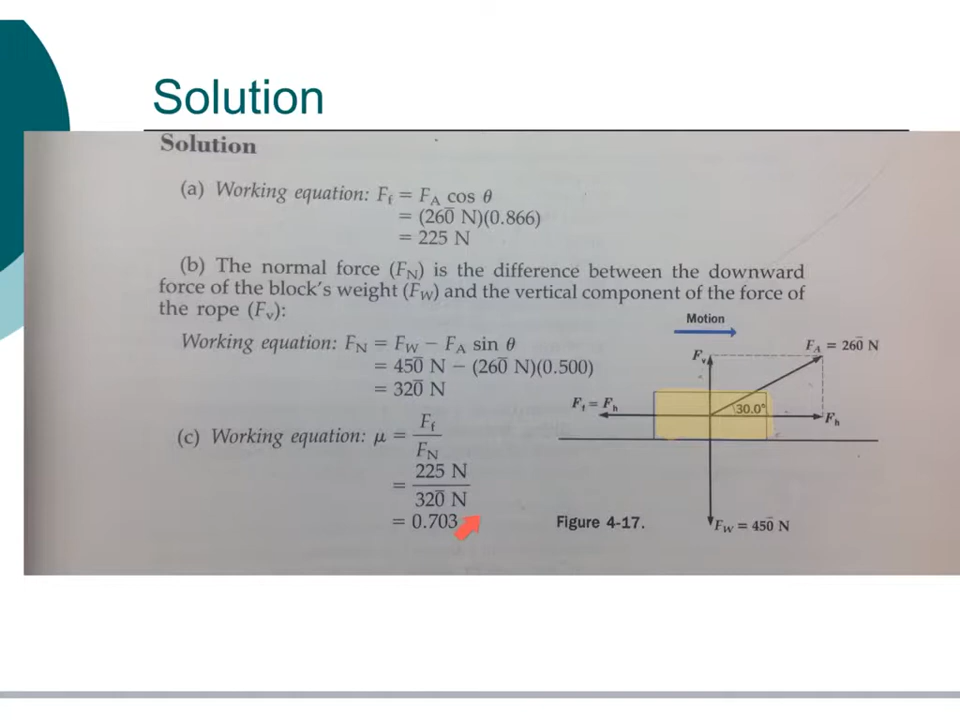 Solution
Solution
(a) Working equation: Ff = FA cos θ
= (260̅ N)(0.866)
= 225 N
(b) The normal force (FN) is the difference between the downward
force of the block's weight (FW) and the vertical component of the force of
the rope (Fv):
Working equation: FN = FW − FA sin θ
= 450̅ N − (260̅ N)(0.500)
= 320̅ N
(c) Working equation: μ = Ff / FN
= 225 N / 320̅ N
= 0.703
Motion
Fv
FA = 260̅ N
Ff = Fh
30.0°
Fh
Figure 4-17.
FW = 450̅ N